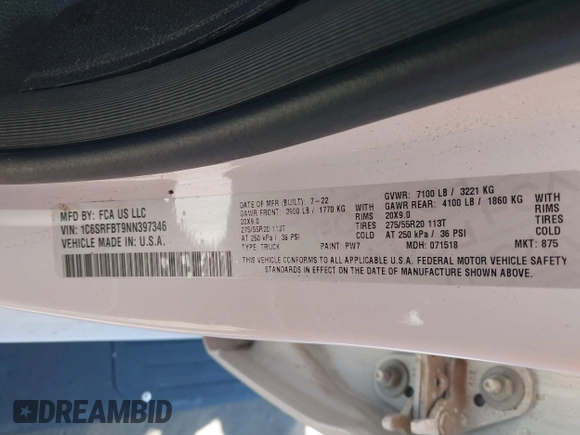 MFD BY: FCA US LLC
VIN: 1C6SRFBT9NN397346
VEHICLE MADE IN U.S.A.
DATE OF MFR (BUILT): 7-22
GAWR FRONT: 3900 LB / 1770 KG
20X9.0
275/55R20 113T
AT 250 kPa / 36 PSI
TYPE: TRUCK
PAINT: PW7
RIM
TIRES
COLD
GVWR: 7100 LB / 3221 KG
GAWR REAR: 4100 LB / 1860 KG
20X9.0
275/55R20 113T
AT 250 kPa / 36 PSI
MDH: 071518
RIM
TIRES
COLD
MKT: 875
THIS VEHICLE CONFORMS TO ALL APPLICABLE U.S.A. FEDERAL MOTOR VEHICLE SAFETY
STANDARDS IN EFFECT ON THE DATE OF MANUFACTURE SHOWN ABOVE.
DREAMBID